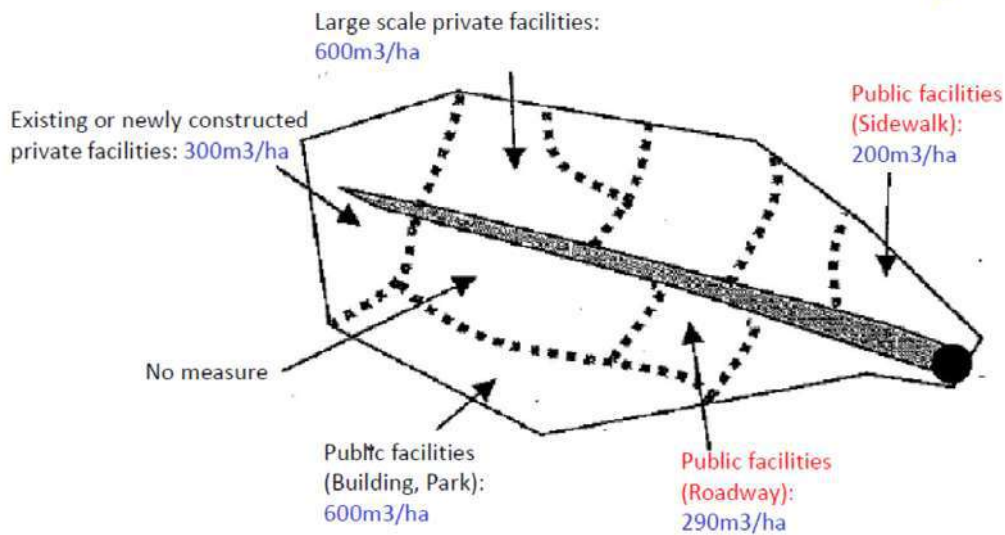 Large scale private facilities:
600m3/ha
Existing or newly constructed
private facilities: 300m3/ha
Public facilities
(Sidewalk):
200m3/ha
No measure
Public facilities
(Building, Park):
600m3/ha
Public facilities
(Roadway):
290m3/ha